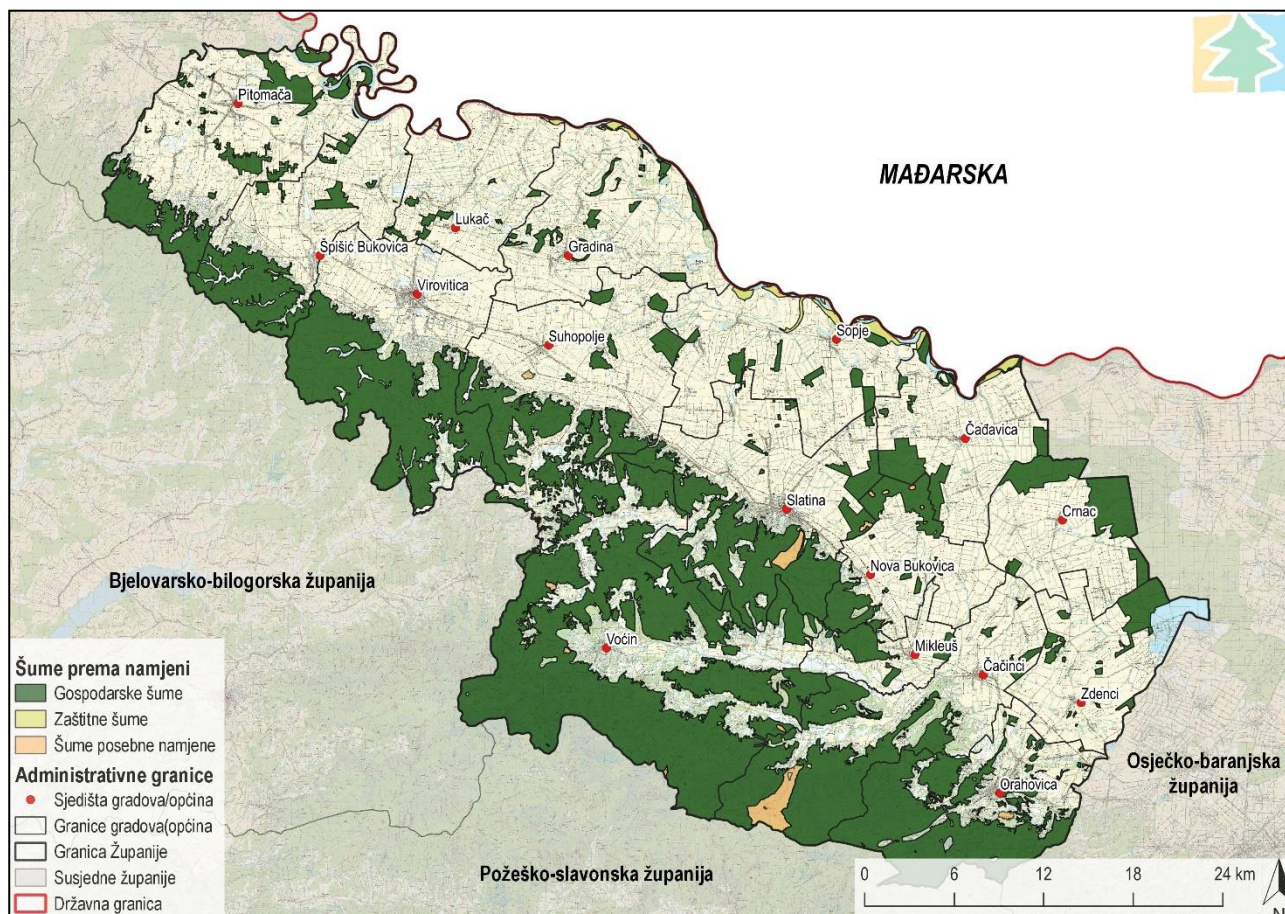 Pitomača
MAĐARSKA
Lukač
Špišić Bukovica
Gradina
Virovitica
Suhopolje
Sopje
Čađavica
Slatina
Crnac
Nova Bukovica
Bjelovarsko-bilogorska županija
Voćin
Mikleuš
Čačinci
Zdenci
Osječko-baranjska
županija
Orahovica
Požeško-slavonska županija
Šume prema namjeni
Gospodarske šume
Zaštitne šume
Šume posebne namjene
Administrativne granice
Sjedišta gradova/općina
Granice gradova(općina
Granica Županije
Susjedne županije
Državna granica
0 6 12 18 24 km
N